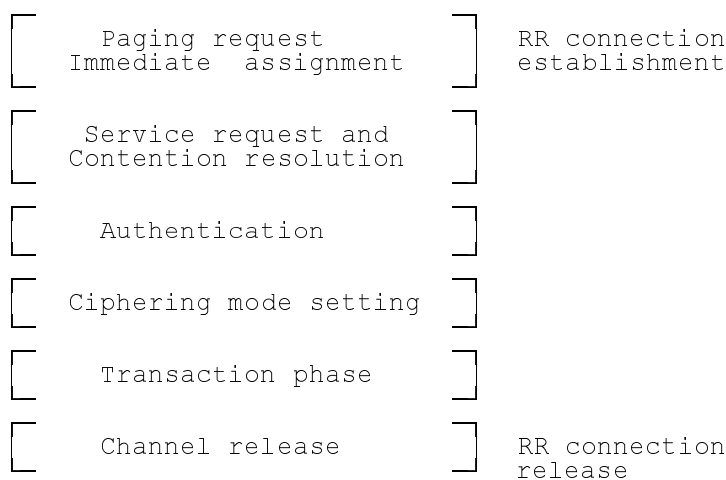 Paging request RR connection
Immediate assignment establishment
Service request and
Contention resolution
Authentication
Ciphering mode setting
Transaction phase
Channel release RR connection
release